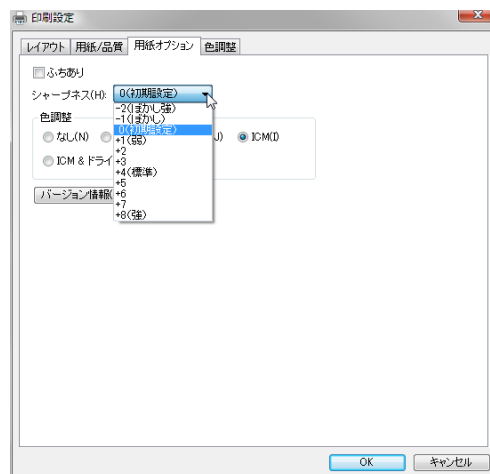 印刷設定
レイアウト 用紙/品質 用紙オプション 色調整
ふちあり
シャープネス(H): 0(初期設定)
-2(ぼかし強)
-1(ぼかし)
0(初期設定)
+1(弱)
+2
+3
+4(標準)
+5
+6
+7
+8(強)
色調整
なし(N) J) ICM(I)
ICM & ドライ
バージョン情報(
OK キャンセル